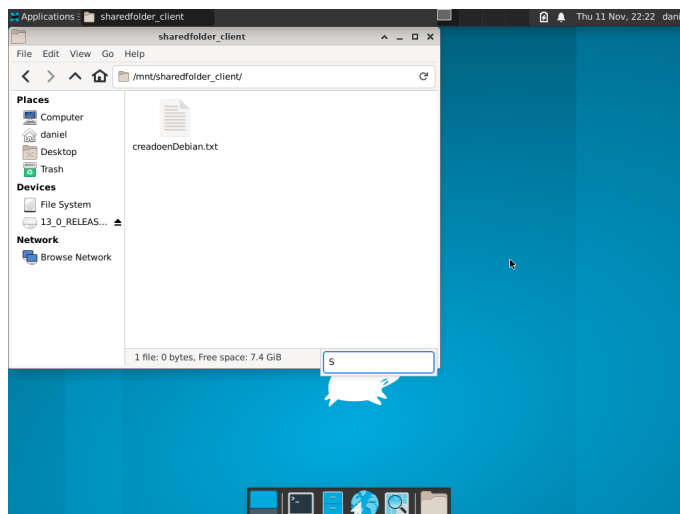 Applications
sharedfolder_client
Thu 11 Nov, 22:22
dani
sharedfolder_client
File Edit View Go Help
/mnt/sharedfolder_client/
Places
Computer
daniel
Desktop
Trash
Devices
File System
13_0_RELEAS...
Network
Browse Network
creadoenDebian.txt
1 file: 0 bytes, Free space: 7.4 GiB
S